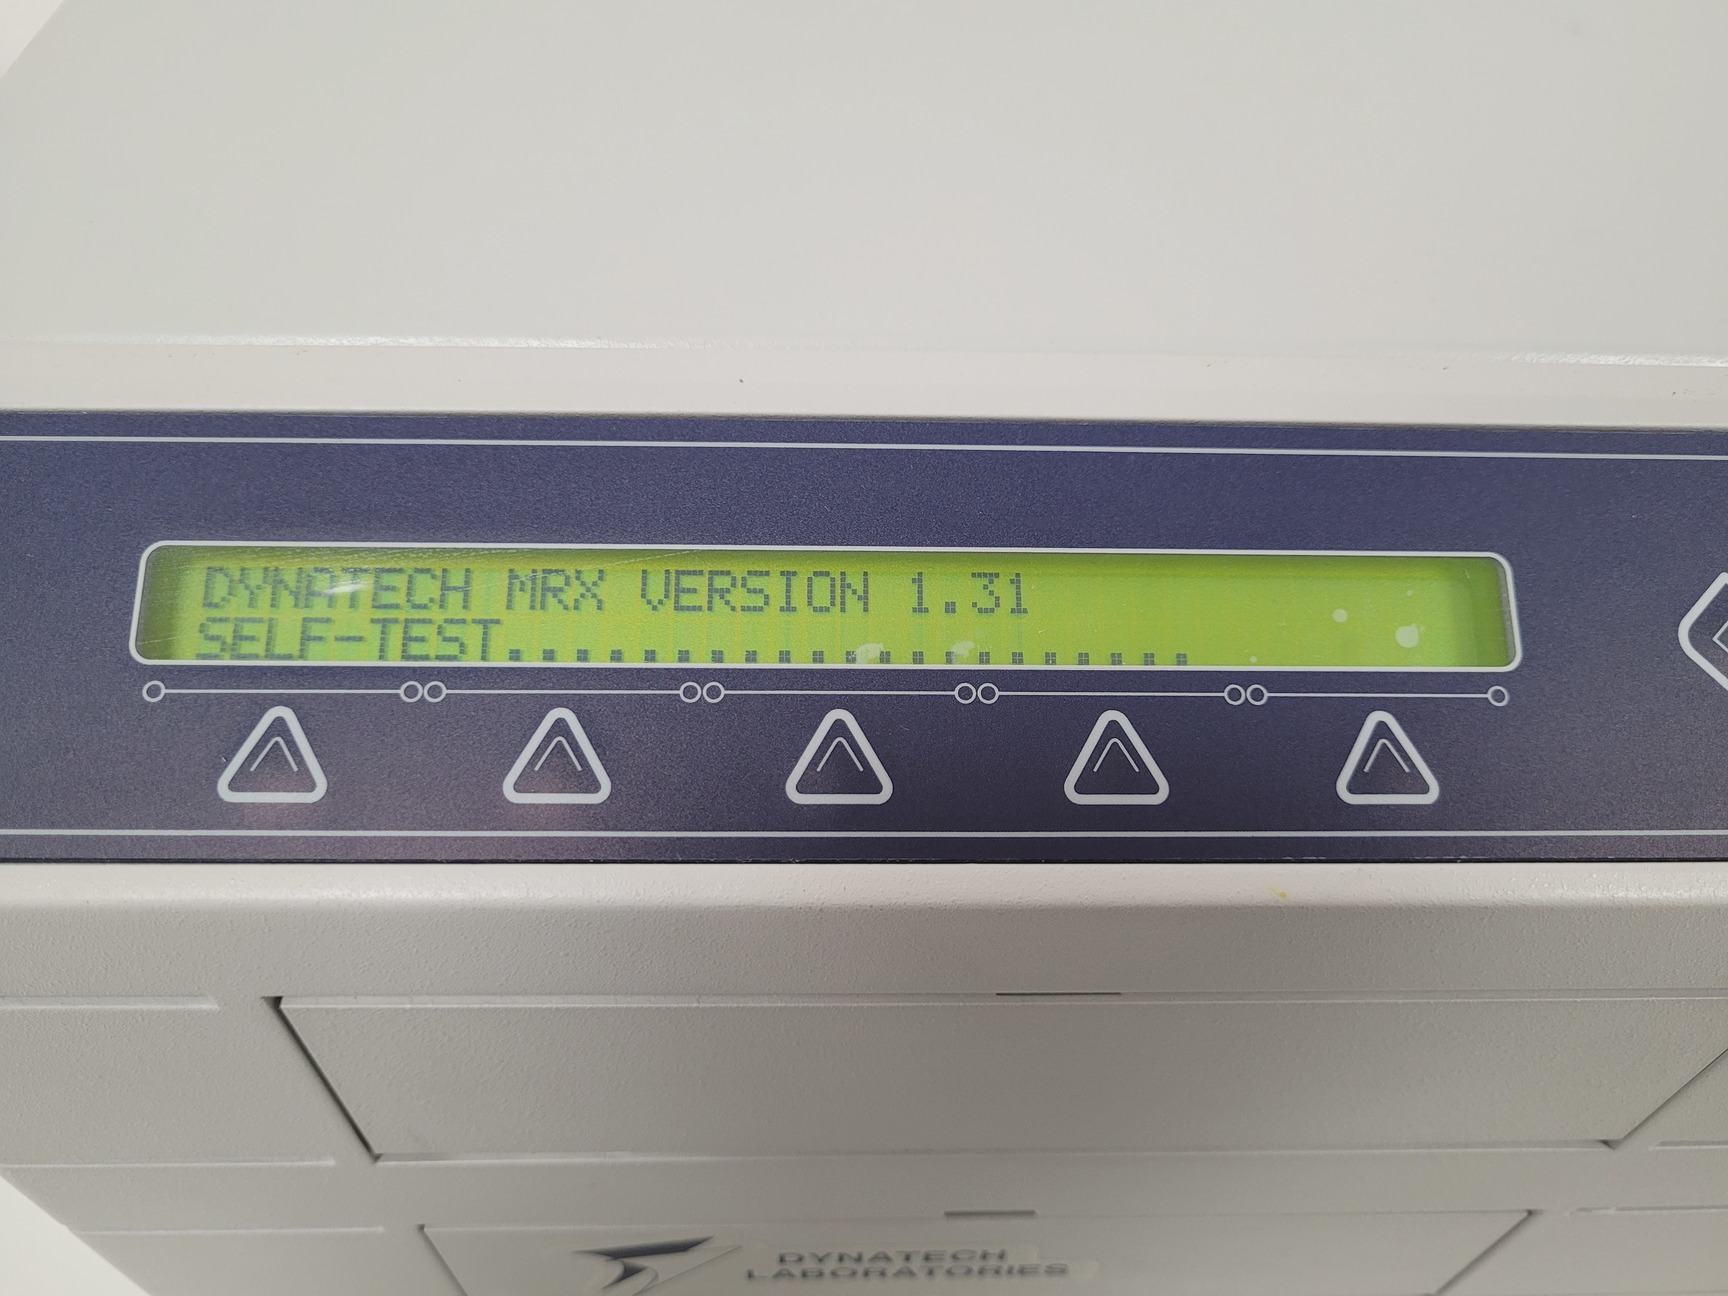 DYNATECH MRX VERSION 1.31
SELF-TEST.....................
DYNATECH
LABORATORIES